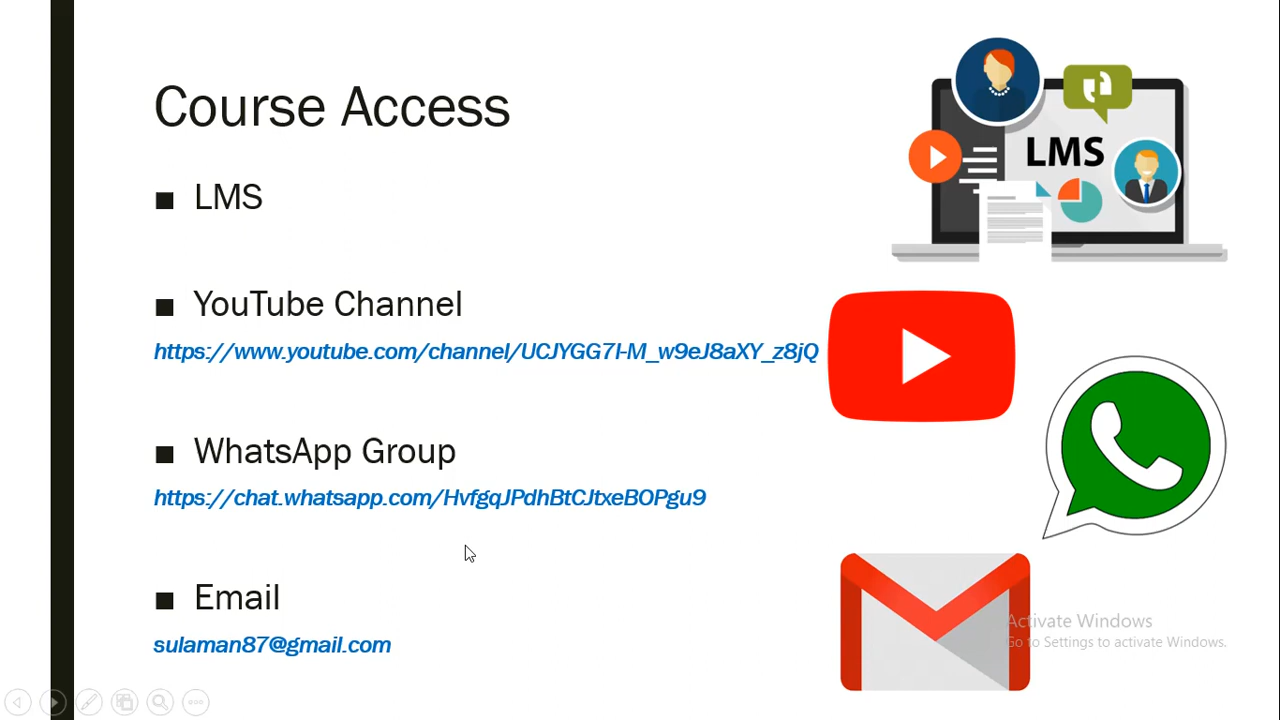 Course Access
LMS
LMS
YouTube Channel
https://www.youtube.com/channel/UCJYGG7I-M_w9eJ8aXY_z8jQ
WhatsApp Group
https://chat.whatsapp.com/HvfgqJPdhBtCJtxeBOPgu9
Email
sulaman87@gmail.com
Activate Windows
Go to Settings to activate Windows.